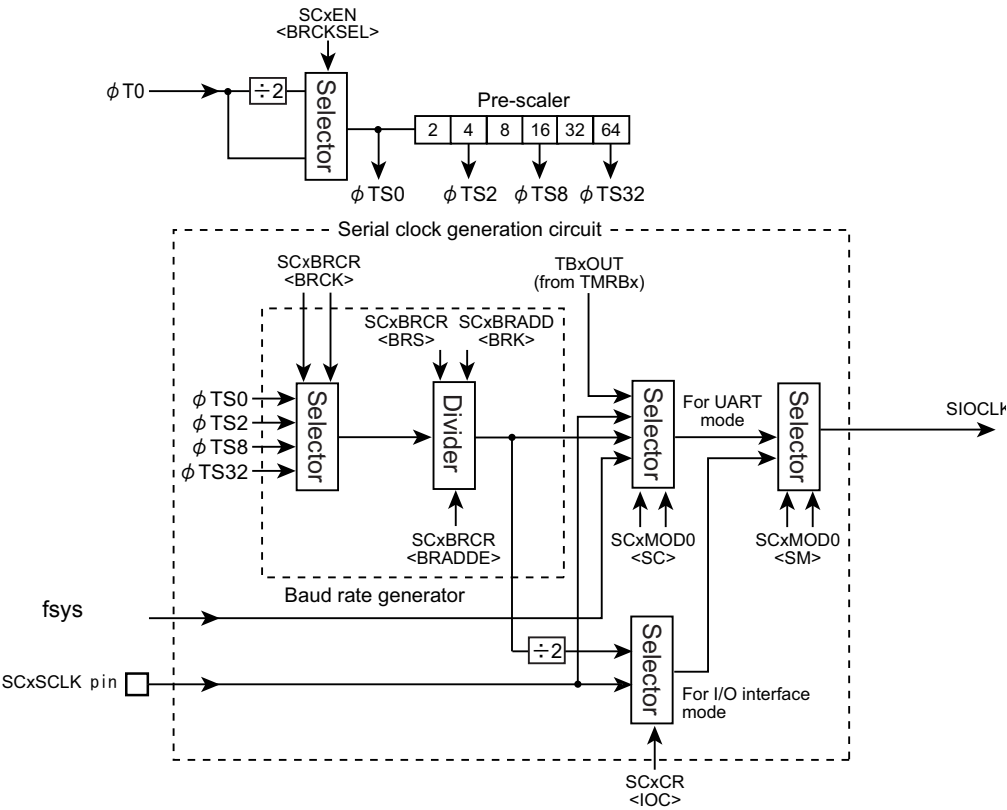 SCxEN
<BRCKSEL>
φT0
÷2
Selector
Pre-scaler
2 4 8 16 32 64
φTS0 φTS2 φTS8 φTS32
Serial clock generation circuit
SCxBRCR
<BRCK>
TBxOUT
(from TMRBx)
SCxBRCR
<BRS>
SCxBRADD
<BRK>
φTS0
φTS2
φTS8
φTS32
Selector
Divider
Selector
For UART
mode
Selector
SIOCLK
SCxBRCR
<BRADDE>
SCxMOD0
<SC>
SCxMOD0
<SM>
Baud rate generator
fsys
÷2
Selector
SCxSCLK pin
For I/O interface
mode
SCxCR
<IOC>